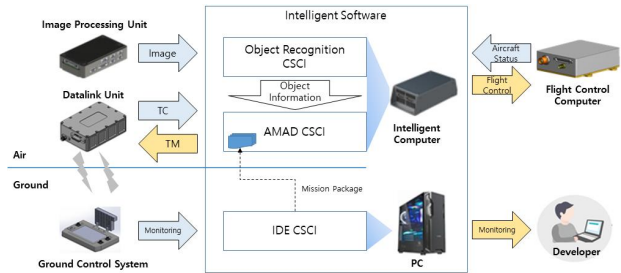 Intelligent Software
Image Processing Unit
Image
Object Recognition
CSCI
Aircraft
Status
Flight
Control
Flight Control
Computer
Object
Information
Datalink Unit
TC
TM
AMAD CSCI
Intelligent
Computer
Air
Ground
Mission Package
Monitoring
IDE CSCI
Monitoring
Ground Control System
PC
Developer